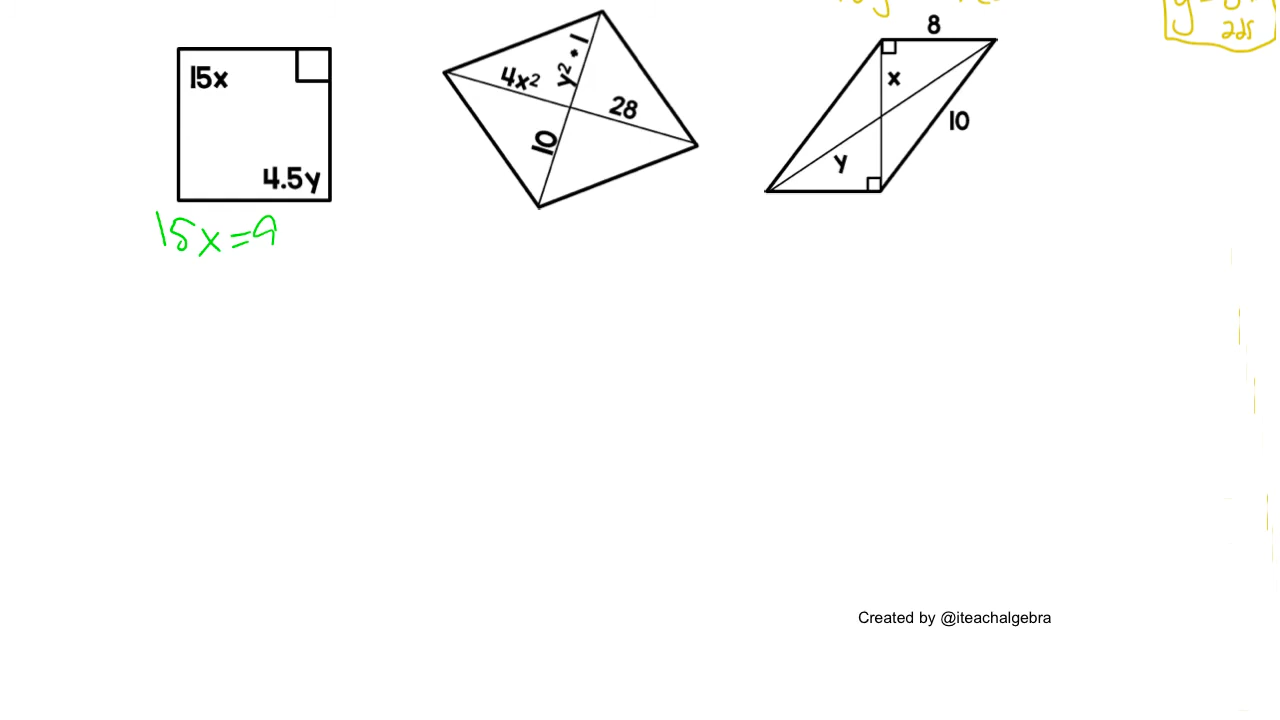 8
15x
4x²
y² + 1
28
x
10
10
y
4.5y
15x=9
Created by @iteachalgebra